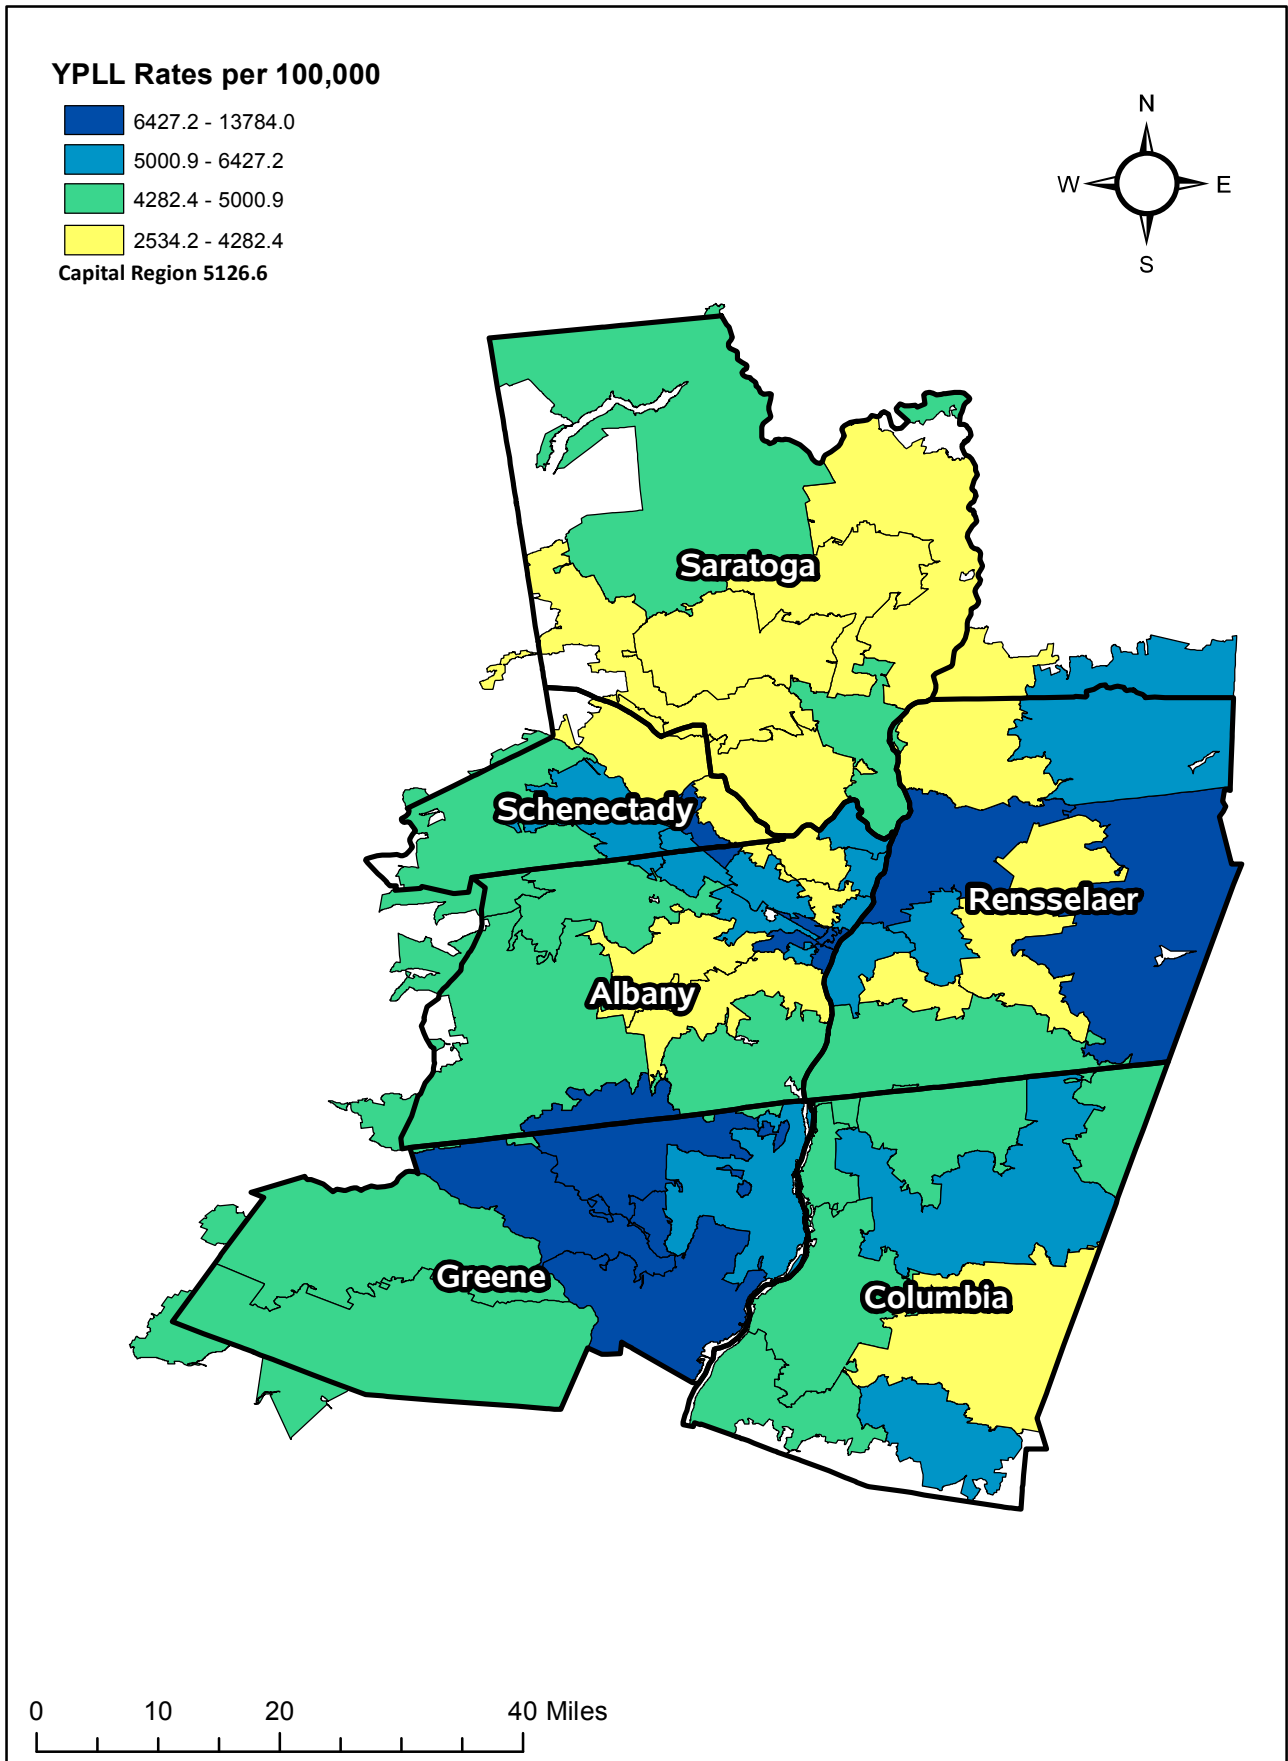 YPLL Rates per 100,000
6427.2 - 13784.0
5000.9 - 6427.2
4282.4 - 5000.9
2534.2 - 4282.4
Capital Region 5126.6
N
W
E
S
Saratoga
Schenectady
Rensselaer
Albany
Greene
Columbia
0 10 20 40 Miles